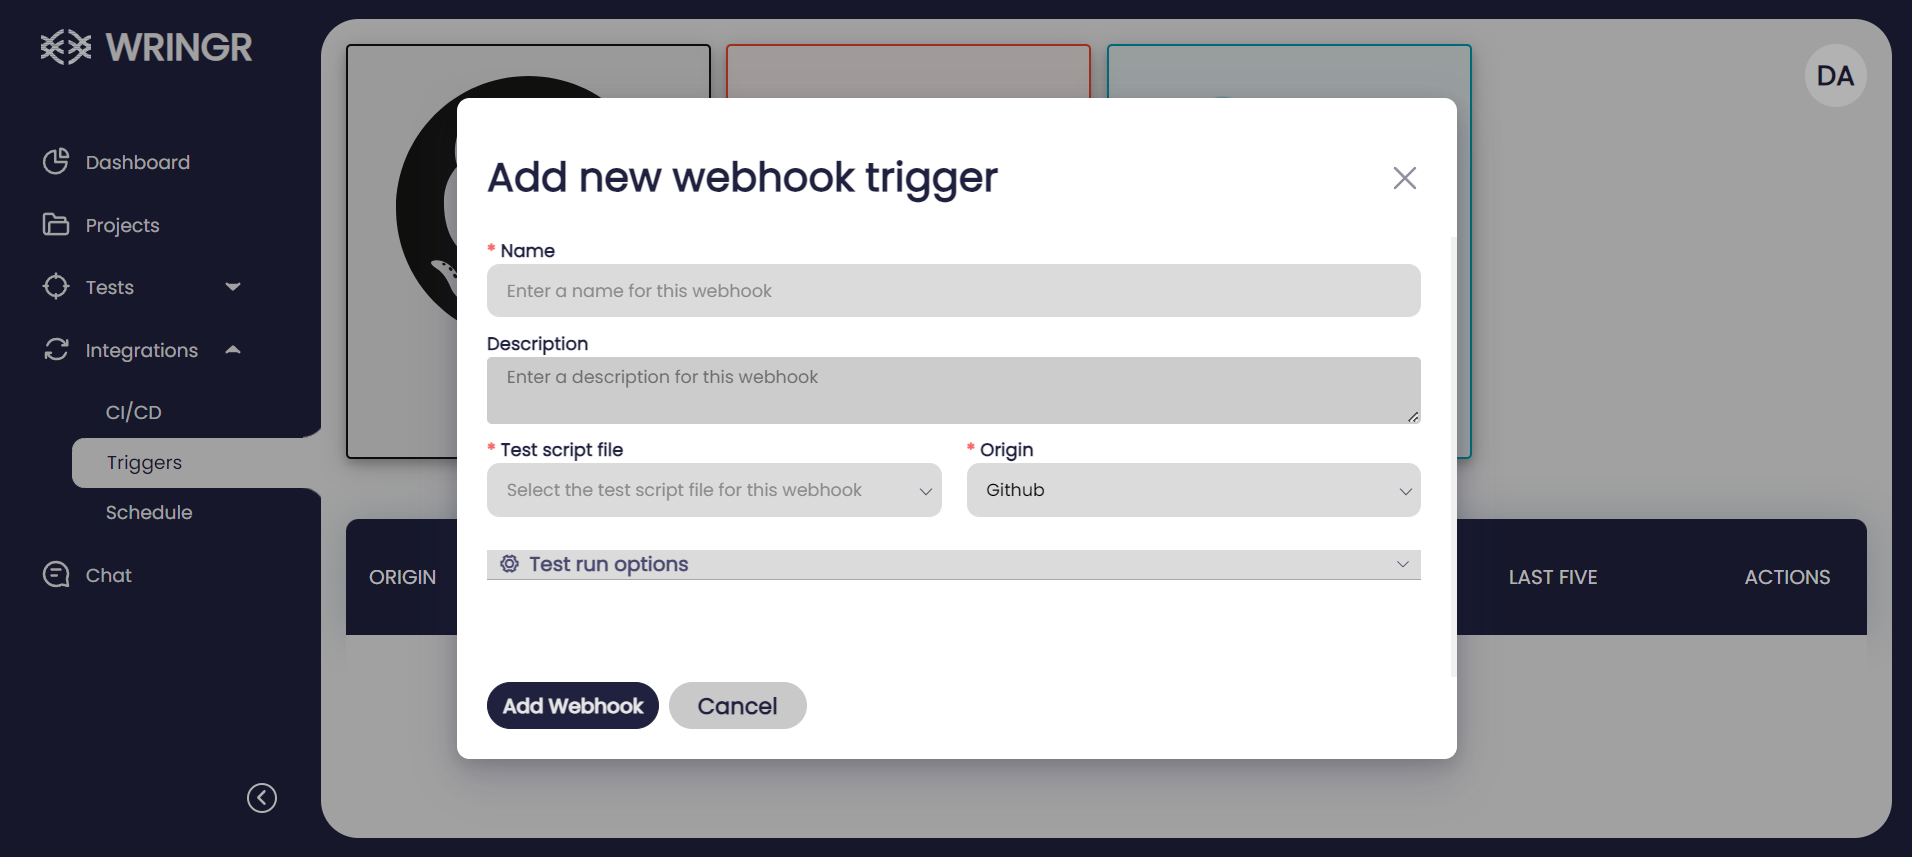 WRINGR
DA
Dashboard
Projects
Tests
Integrations
CI/CD
Triggers
Schedule
Chat
Add new webhook trigger
* Name
Enter a name for this webhook
Description
Enter a description for this webhook
* Test script file
* Origin
Select the test script file for this webhook
Github
Test run options
Add Webhook
Cancel
ORIGIN
LAST FIVE
ACTIONS